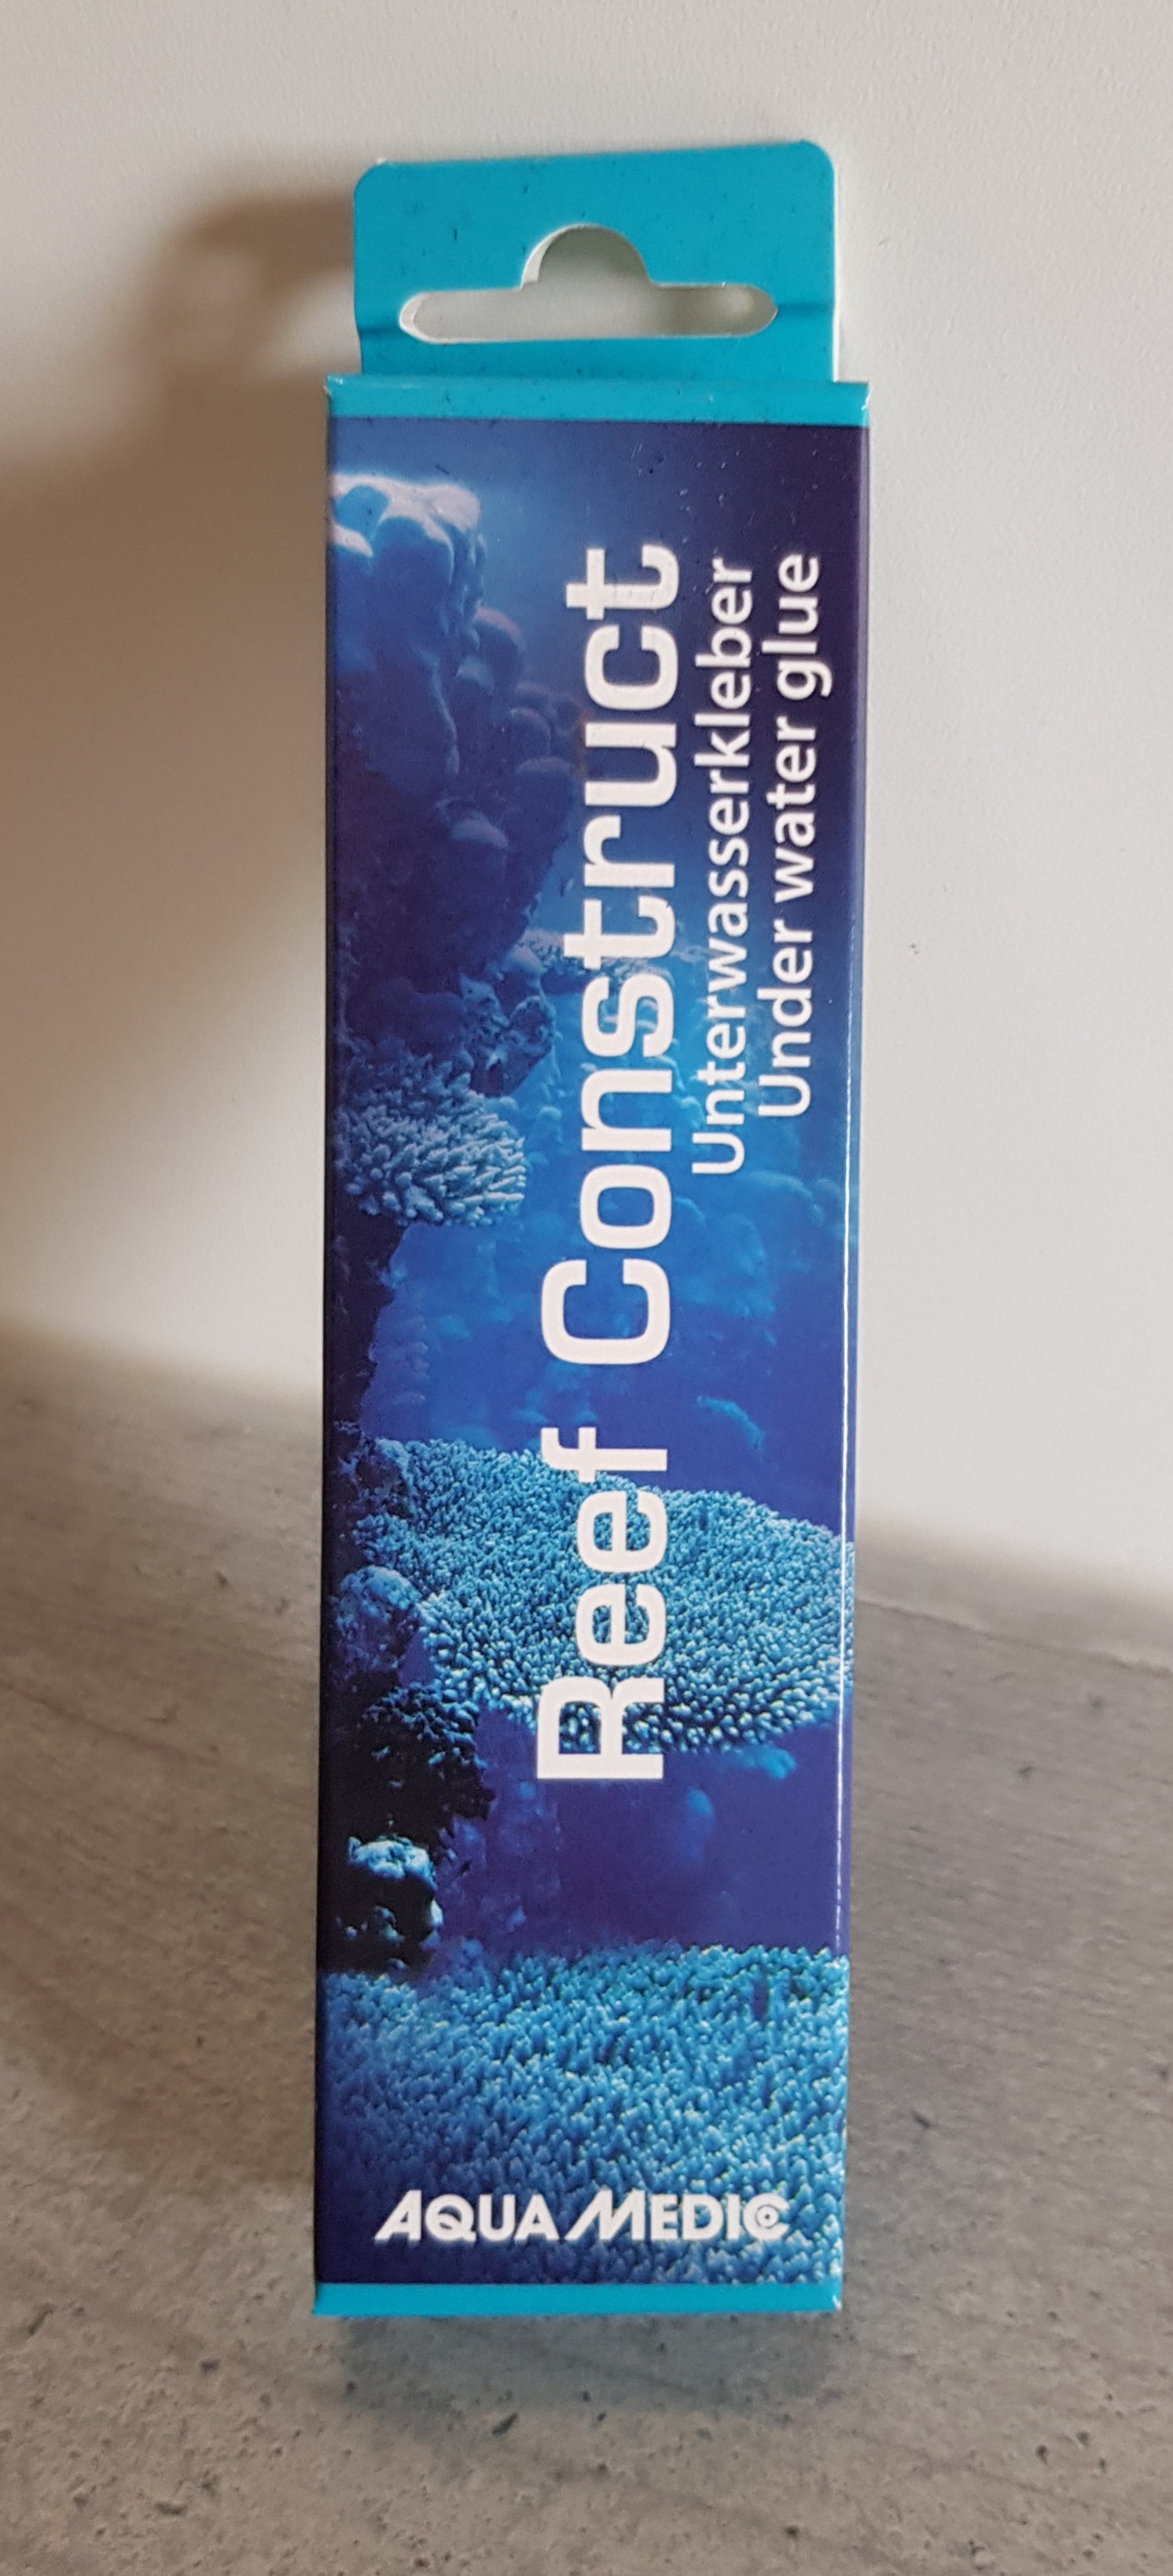 Reef Construct
Unterwasserkleber
Under water glue
AQUA MEDIC